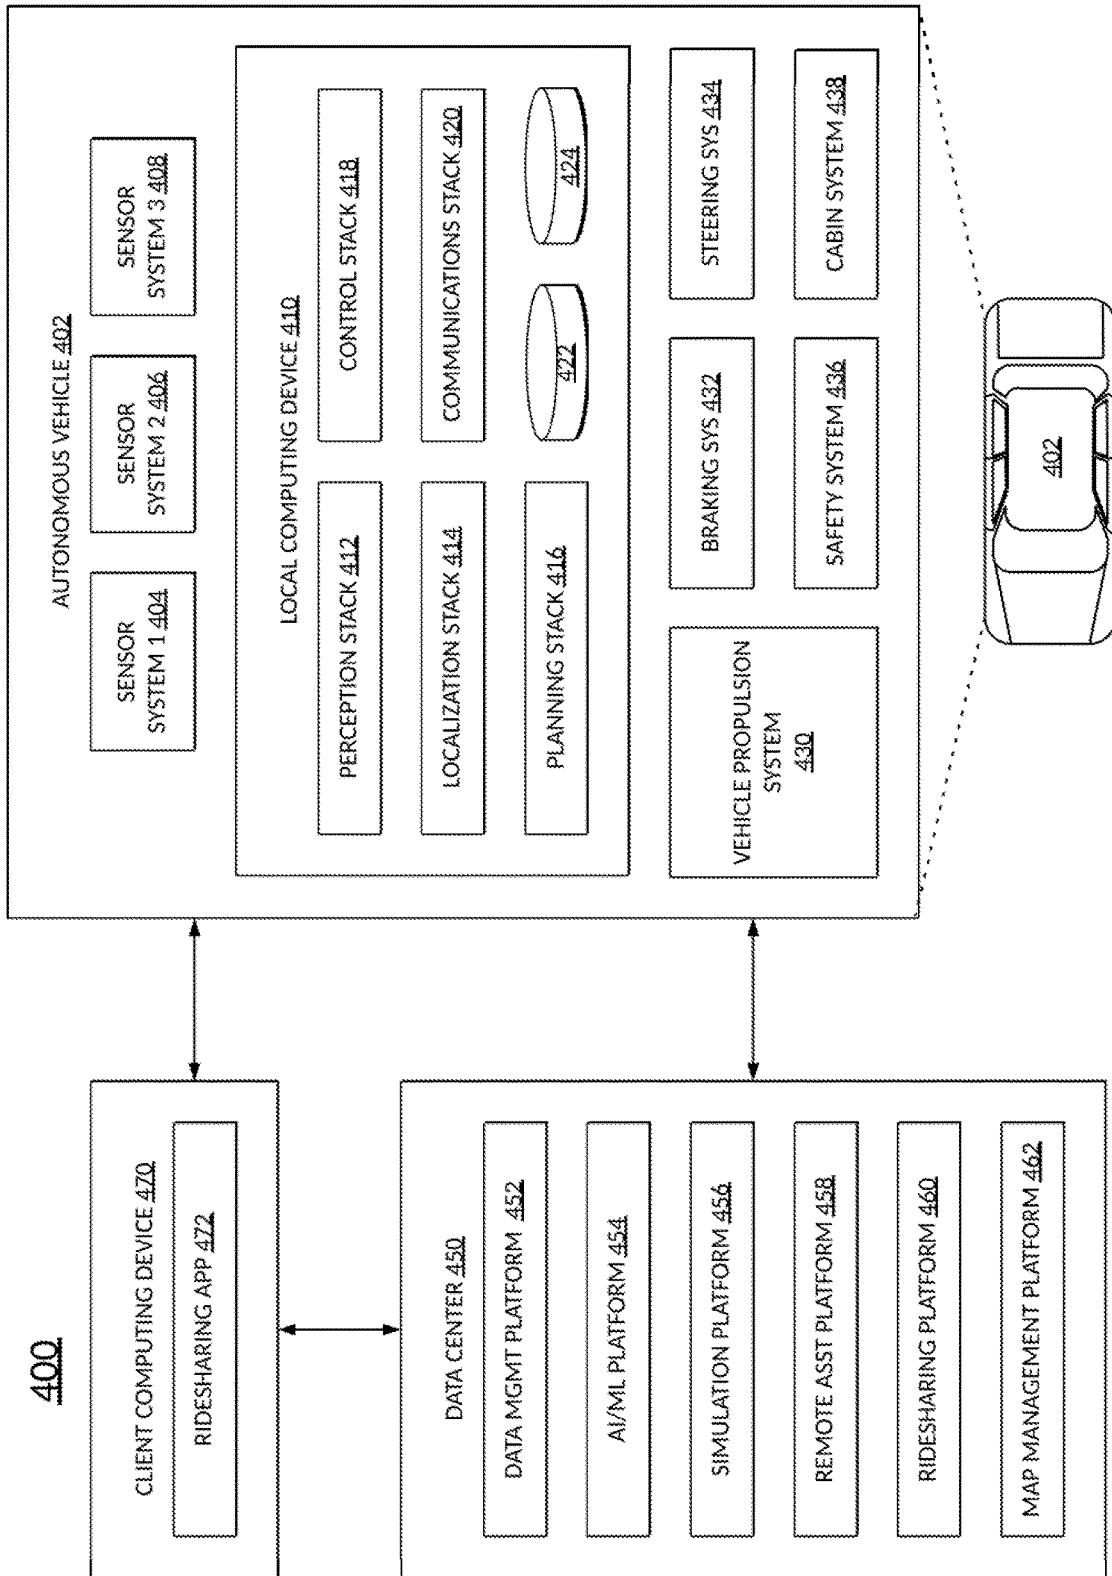 400
CLIENT COMPUTING DEVICE 470
RIDESHARING APP 472
DATA CENTER 450
DATA MGMT PLATFORM 452
AI/ML PLATFORM 454
SIMULATION PLATFORM 456
REMOTE ASST PLATFORM 458
RIDESHARING PLATFORM 460
MAP MANAGEMENT PLATFORM 462
AUTONOMOUS VEHICLE 402
SENSOR
SYSTEM 1 404
SENSOR
SYSTEM 2 406
SENSOR
SYSTEM 3 408
LOCAL COMPUTING DEVICE 410
PERCEPTION STACK 412
CONTROL STACK 418
LOCALIZATION STACK 414
COMMUNICATIONS STACK 420
PLANNING STACK 416
422
424
VEHICLE PROPULSION
SYSTEM
430
BRAKING SYS 432
STEERING SYS 434
SAFETY SYSTEM 436
CABIN SYSTEM 438
402